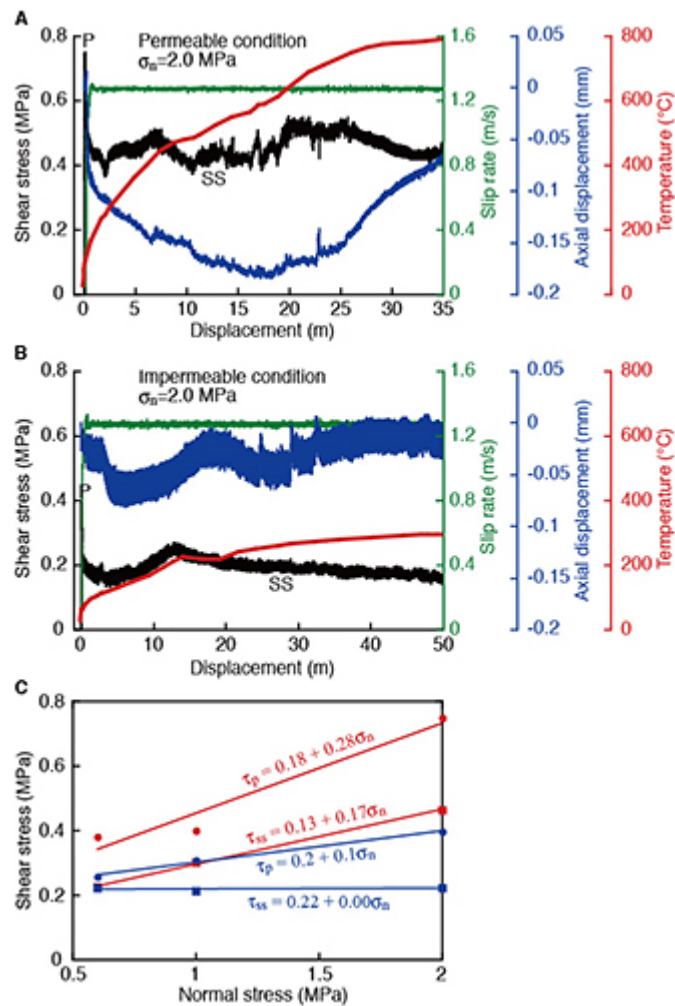 A
P
Permeable condition
σn=2.0 MPa
SS
0.8
0.6
0.4
0.2
0
Shear stress (MPa)
0
5
10
15
20
25
30
35
Displacement (m)
1.6
1.2
0.8
0.4
0
Slip rate (m/s)
0.05
0
-0.05
-0.1
-0.15
-0.2
Axial displacement (mm)
800
600
400
200
0
Temperature (°C)
B
Impermeable condition
σn=2.0 MPa
P
SS
0.8
0.6
0.4
0.2
0
Shear stress (MPa)
0
10
20
30
40
50
Displacement (m)
1.6
1.2
0.8
0.4
0
Slip rate (m/s)
0.05
0
-0.05
-0.1
-0.15
-0.2
Axial displacement (mm)
800
600
400
200
0
Temperature (°C)
C
0.8
0.6
0.4
0.2
0
Shear stress (MPa)
τp = 0.18 + 0.28σn
τss = 0.13 + 0.17σn
τp = 0.2 + 0.1σn
τss = 0.22 + 0.00σn
0.5
1
1.5
2
Normal stress (MPa)